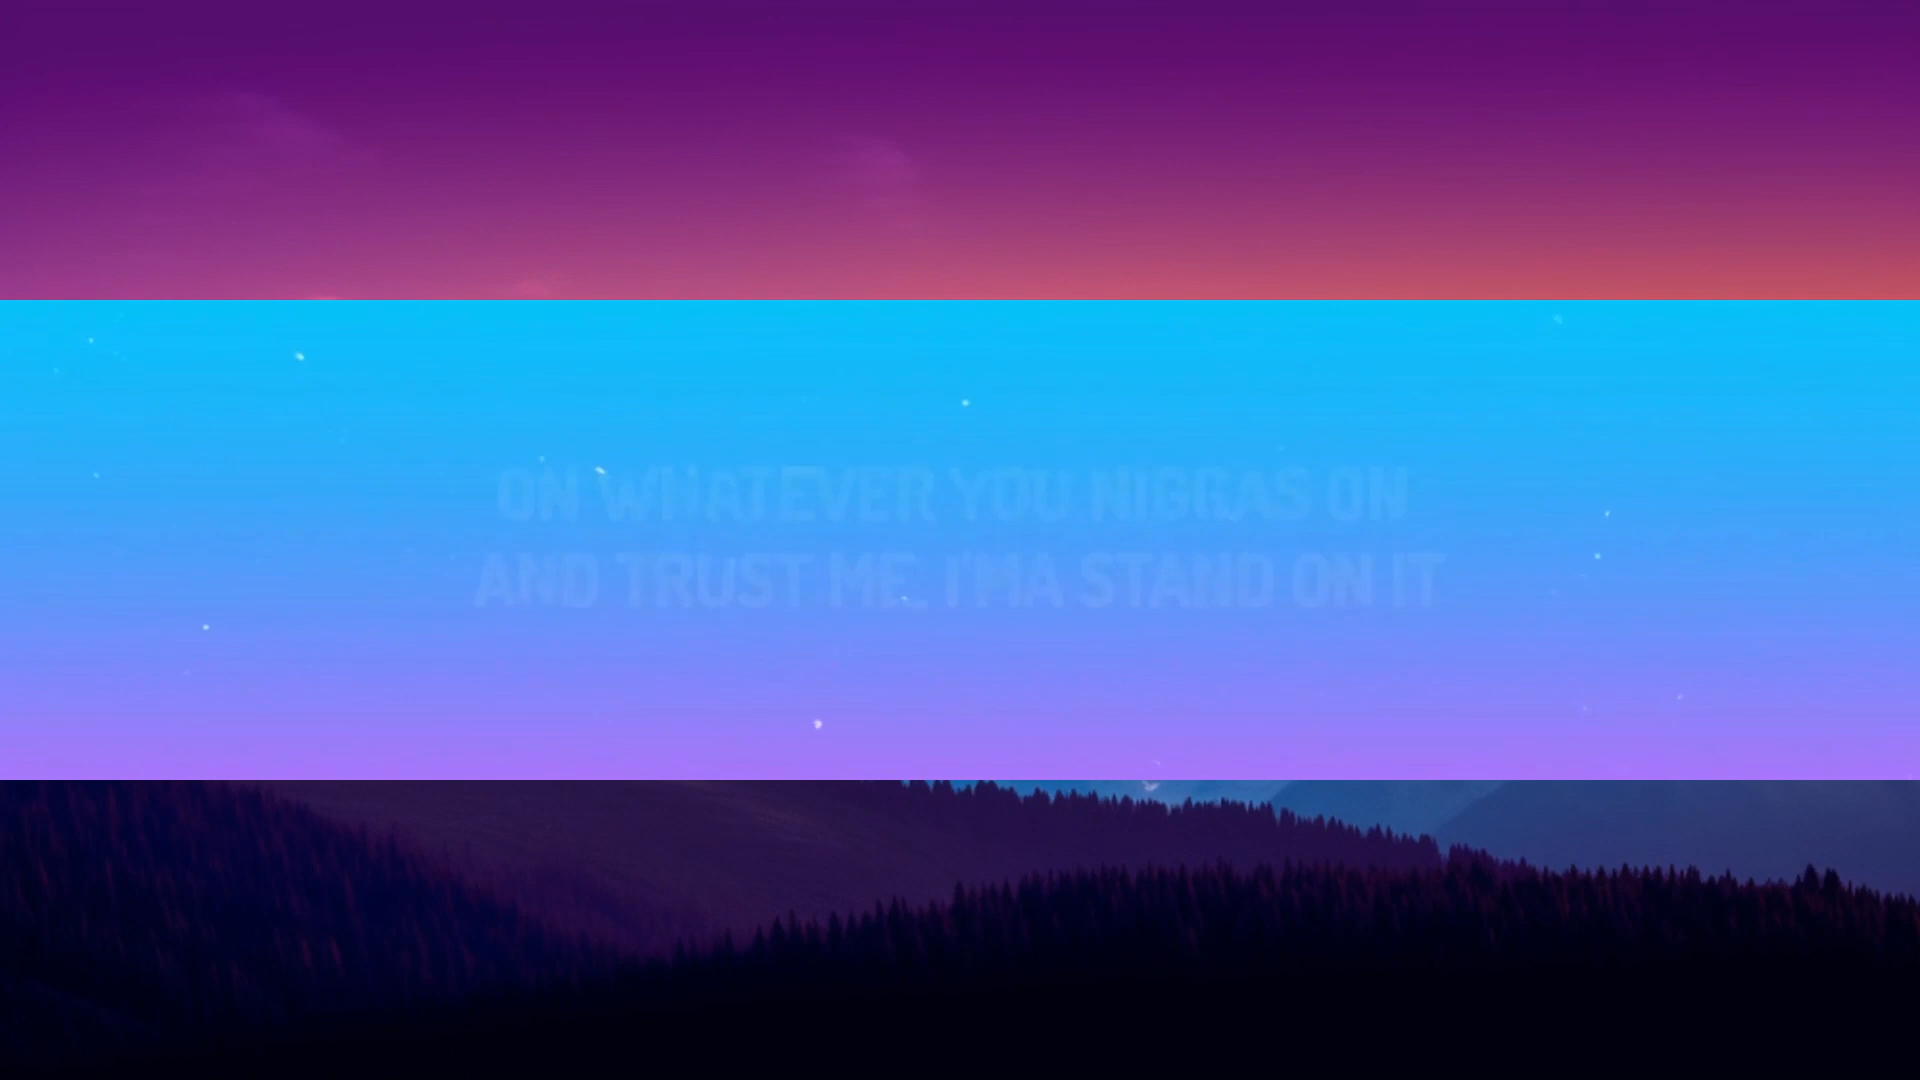 ON WHATEVER YOU NIGGAS ON
AND TRUST ME, I'MA STAND ON IT